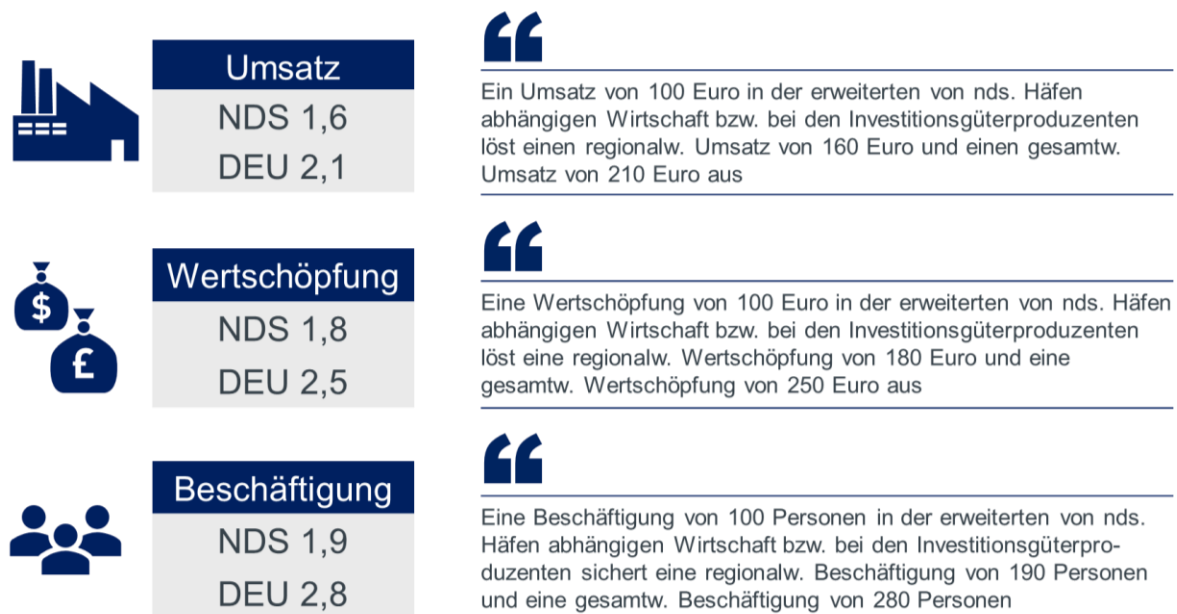 Umsatz
NDS 1,6
DEU 2,1
Ein Umsatz von 100 Euro in der erweiterten von nds. Häfen
abhängigen Wirtschaft bzw. bei den Investitionsgüterproduzenten
löst einen regionalw. Umsatz von 160 Euro und einen gesamtw.
Umsatz von 210 Euro aus
$
£
Wertschöpfung
NDS 1,8
DEU 2,5
Eine Wertschöpfung von 100 Euro in der erweiterten von nds. Häfen
abhängigen Wirtschaft bzw. bei den Investitionsgüterproduzenten
löst eine regionalw. Wertschöpfung von 180 Euro und eine
gesamtw. Wertschöpfung von 250 Euro aus
Beschäftigung
NDS 1,9
DEU 2,8
Eine Beschäftigung von 100 Personen in der erweiterten von nds.
Häfen abhängigen Wirtschaft bzw. bei den Investitionsgüterpro-
duzenten sichert eine regionalw. Beschäftigung von 190 Personen
und eine gesamtw. Beschäftigung von 280 Personen